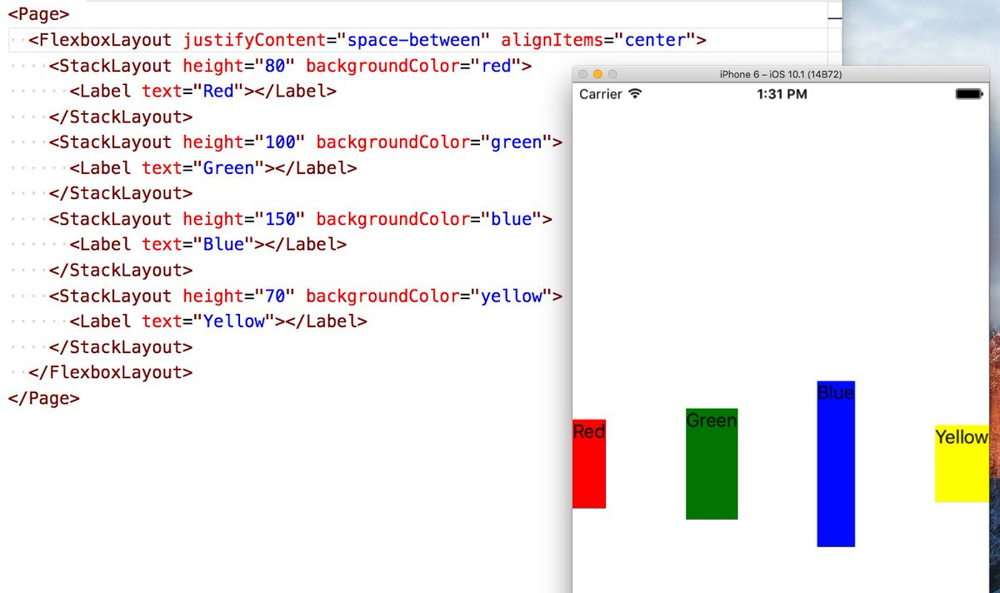 <Page>
  <FlexboxLayout justifyContent="space-between" alignItems="center">
    <StackLayout height="80" backgroundColor="red">
      <Label text="Red"></Label>
    </StackLayout>
    <StackLayout height="100" backgroundColor="green">
      <Label text="Green"></Label>
    </StackLayout>
    <StackLayout height="150" backgroundColor="blue">
      <Label text="Blue"></Label>
    </StackLayout>
    <StackLayout height="70" backgroundColor="yellow">
      <Label text="Yellow"></Label>
    </StackLayout>
  </FlexboxLayout>
</Page>
iPhone 6 – iOS 10.1 (14B72)
Carrier 1:31 PM
Red
Green
Blue
Yellow